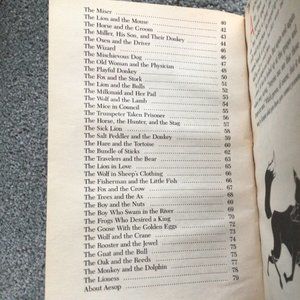 The Miser
The Lion and the Mouse
The Horse and the Groom
The Miller, His Son, and Their Donkey
The Oxen and the Driver
The Wizard
The Mischievous Dog
The Old Woman and the Physician
The Playful Donkey
The Fox and the Stork
The Lion and the Bulls
The Milkmaid and Her Pail
The Wolf and the Lamb
The Mice in Council
The Trumpeter Taken Prisoner
The Horse, the Hunter, and the Stag
The Sick Lion
The Salt Peddler and the Donkey
The Hare and the Tortoise
The Bundle of Sticks
The Travelers and the Bear
The Lion in Love
The Wolf in Sheep's Clothing
The Fisherman and the Little Fish
The Fox and the Crow
The Trees and the Ax
The Boy and the Nuts
The Boy Who Swam in the River
The Frogs Who Desired a King
The Goose With the Golden Eggs
The Wolf and the Crane
The Rooster and the Jewel
The Gnat and the Bull
The Oak and the Reeds
The Monkey and the Dolphin
The Lioness
About Aesop 79